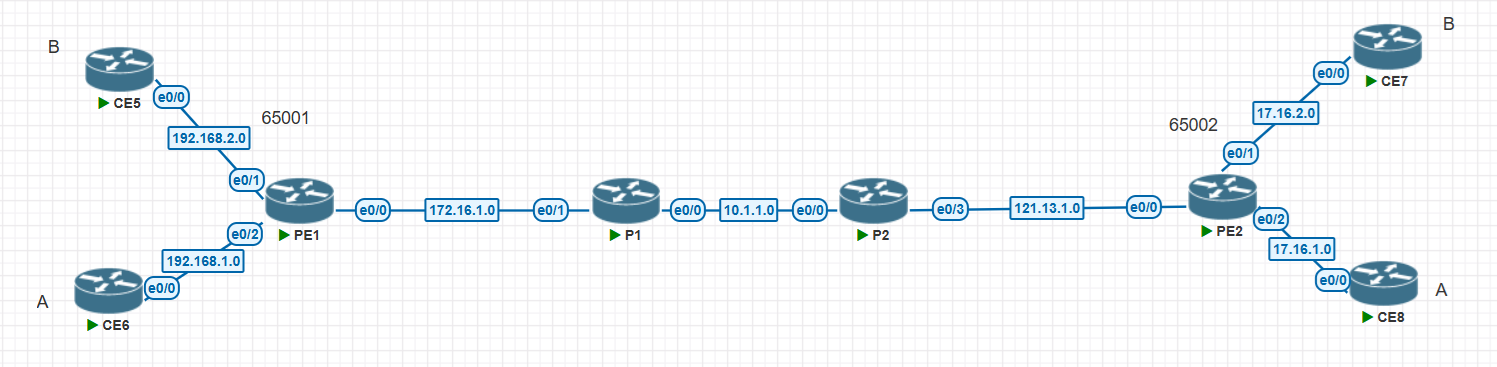 B
B
e0/0
CE7
e0/0
CE5
17.16.2.0
65001
65002
192.168.2.0
e0/1
e0/1
e0/0
172.16.1.0
e0/1
e0/0
10.1.1.0
e0/0
e0/3
121.13.1.0
e0/0
PE1
P1
P2
PE2
e0/2
e0/2
192.168.1.0
17.16.1.0
A
e0/0
e0/0
A
CE6
CE8